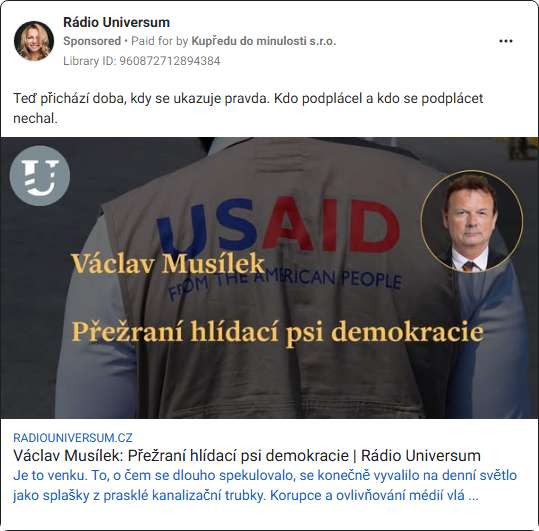 Rádio Universum
Sponsored • Paid for by Kupředu do minulosti s.r.o.
Library ID: 960872712894384
Teď přichází doba, kdy se ukazuje pravda. Kdo podplácel a kdo se podplácet
nechal.
U
USAID
FROM THE AMERICAN PEOPLE
Václav Musílek
Přežraní hlídací psi demokracie
RADIOUNIVERSUM.CZ
Václav Musílek: Přežraní hlídací psi demokracie | Rádio Universum
Je to venku. To, o čem se dlouho spekulovalo, se konečně vyvalilo na denní světlo
jako splašky z prasklé kanalizační trubky. Korupce a ovlivňování médií vlá ...